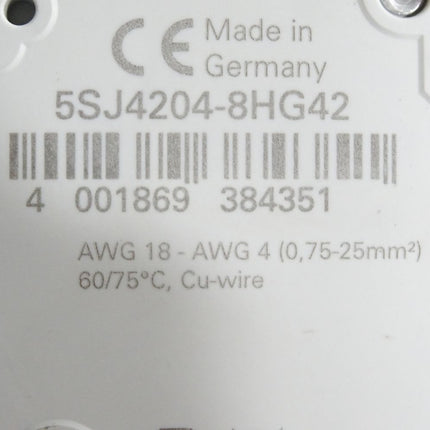 CE Made in
Germany
5SJ4204-8HG42
4 001869 384351
AWG 18 - AWG 4 (0,75-25mm²)
60/75°C, Cu-wire